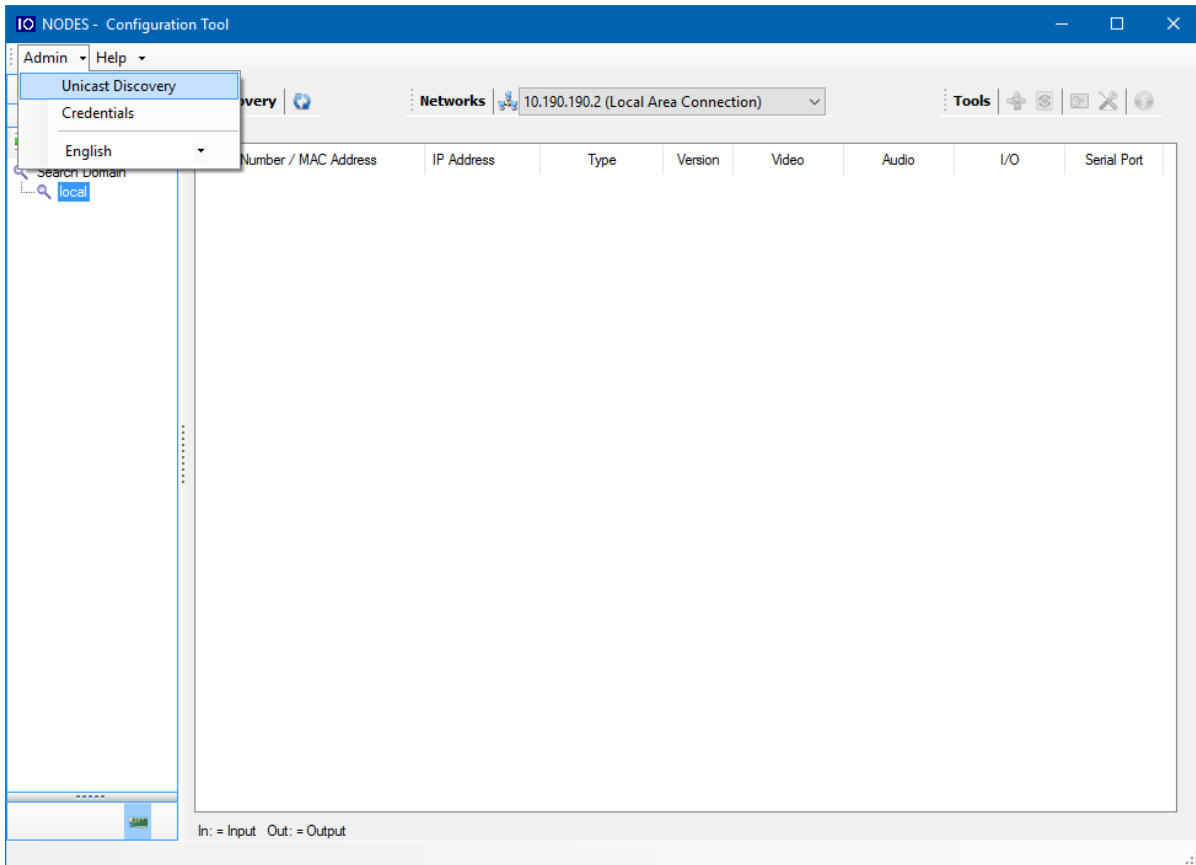 IO NODES - Configuration Tool
Admin Help
Unicast Discovery
Credentials
English
Networks 10.190.190.2 (Local Area Connection)
Tools
Number / MAC Address IP Address Type Version Video Audio I/O Serial Port
Search Domain
local
In: = Input Out: = Output